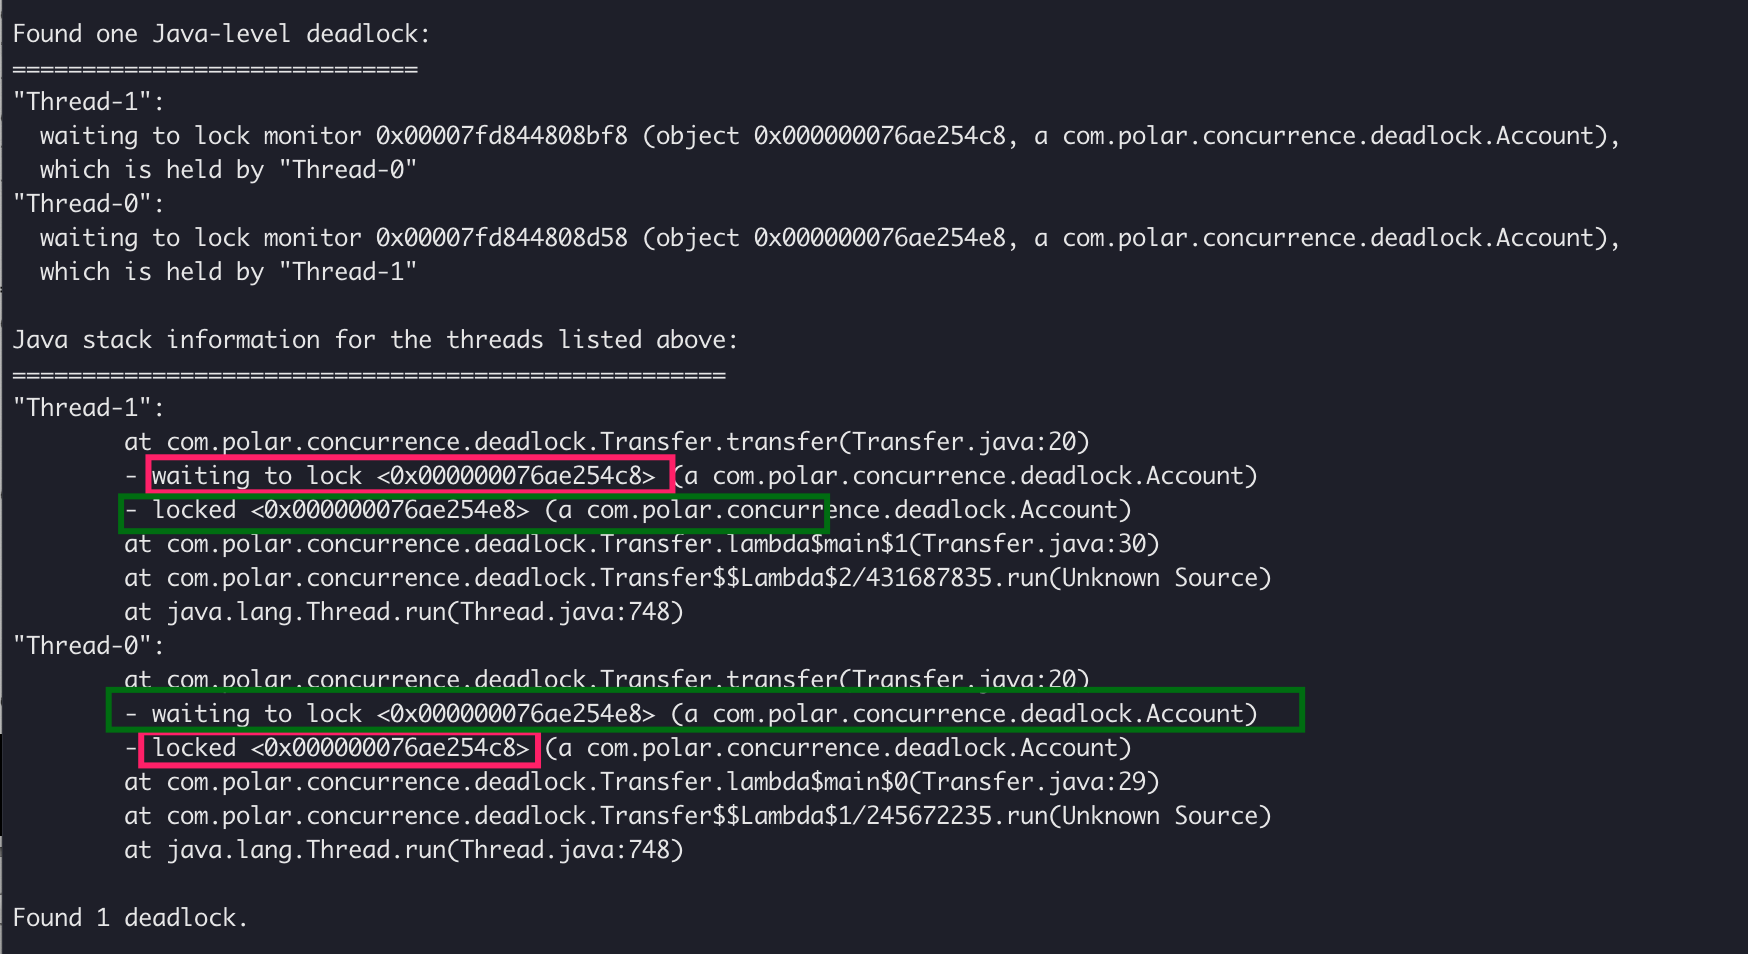 Found one Java-level deadlock:
=============================
"Thread-1":
  waiting to lock monitor 0x00007fd844808bf8 (object 0x000000076ae254c8, a com.polar.concurrence.deadlock.Account),
  which is held by "Thread-0"
"Thread-0":
  waiting to lock monitor 0x00007fd844808d58 (object 0x000000076ae254e8, a com.polar.concurrence.deadlock.Account),
  which is held by "Thread-1"

Java stack information for the threads listed above:
===================================================
"Thread-1":
        at com.polar.concurrence.deadlock.Transfer.transfer(Transfer.java:20)
        - waiting to lock <0x000000076ae254c8> (a com.polar.concurrence.deadlock.Account)
        - locked <0x000000076ae254e8> (a com.polar.concurrence.deadlock.Account)
        at com.polar.concurrence.deadlock.Transfer.lambda$main$1(Transfer.java:30)
        at com.polar.concurrence.deadlock.Transfer$$Lambda$2/431687835.run(Unknown Source)
        at java.lang.Thread.run(Thread.java:748)
"Thread-0":
        at com.polar.concurrence.deadlock.Transfer.transfer(Transfer.java:20)
        - waiting to lock <0x000000076ae254e8> (a com.polar.concurrence.deadlock.Account)
        - locked <0x000000076ae254c8> (a com.polar.concurrence.deadlock.Account)
        at com.polar.concurrence.deadlock.Transfer.lambda$main$0(Transfer.java:29)
        at com.polar.concurrence.deadlock.Transfer$$Lambda$1/245672235.run(Unknown Source)
        at java.lang.Thread.run(Thread.java:748)

Found 1 deadlock.